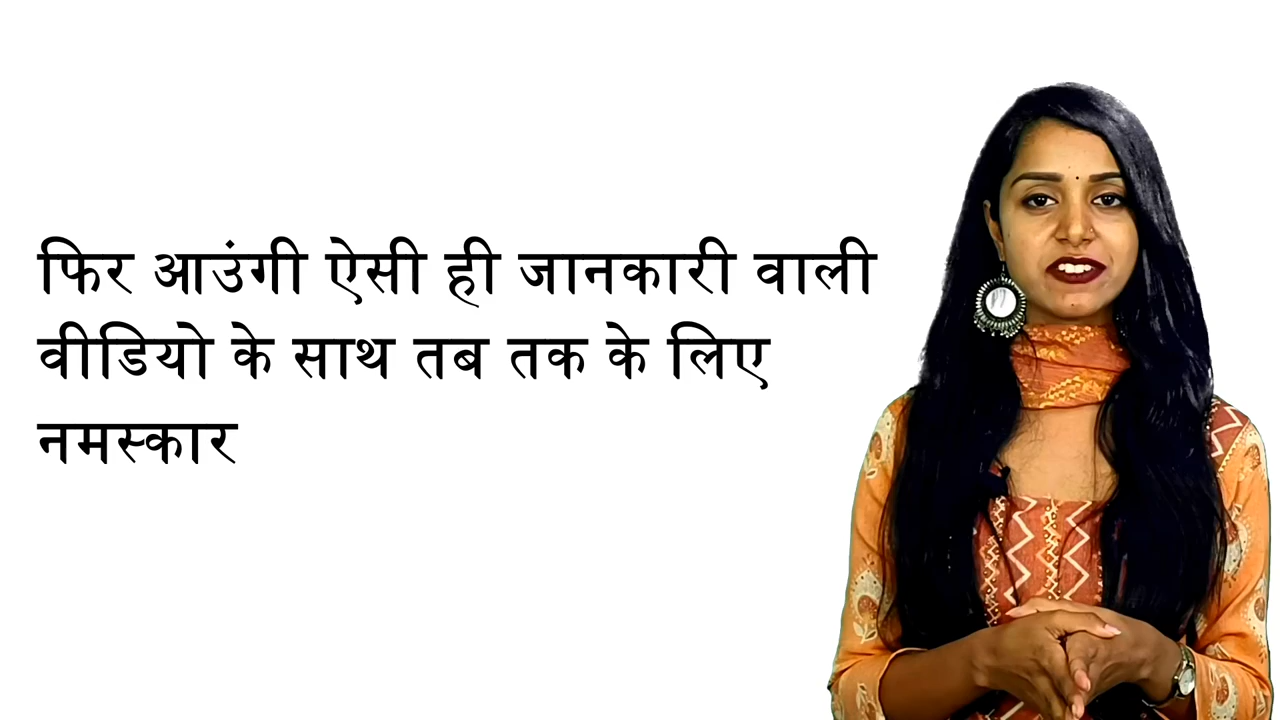 फिर आउंगी ऐसी ही जानकारी वाली
वीडियो के साथ तब तक के लिए
नमस्कार